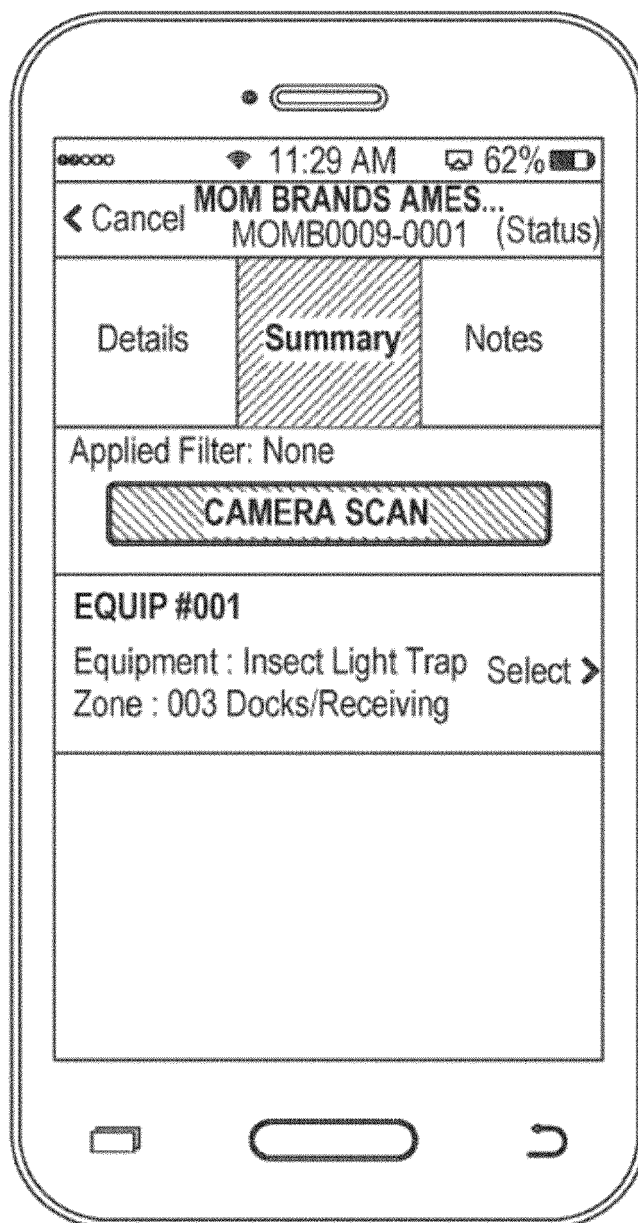 11:29 AM 62%
< Cancel MOM BRANDS AMES...
MOMB0009-0001 (Status)
Details Summary Notes
Applied Filter: None
CAMERA SCAN
EQUIP #001
Equipment : Insect Light Trap Select >
Zone : 003 Docks/Receiving